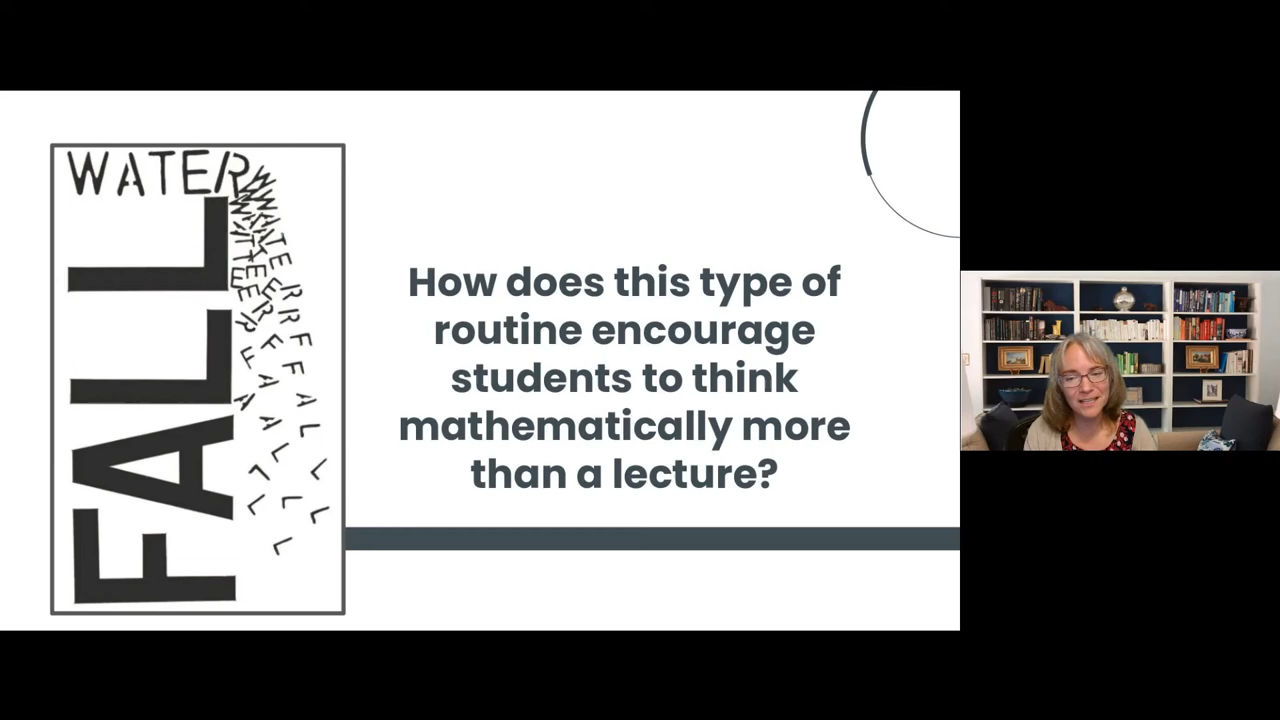 WATER
FALL
How does this type of
routine encourage
students to think
mathematically more
than a lecture?